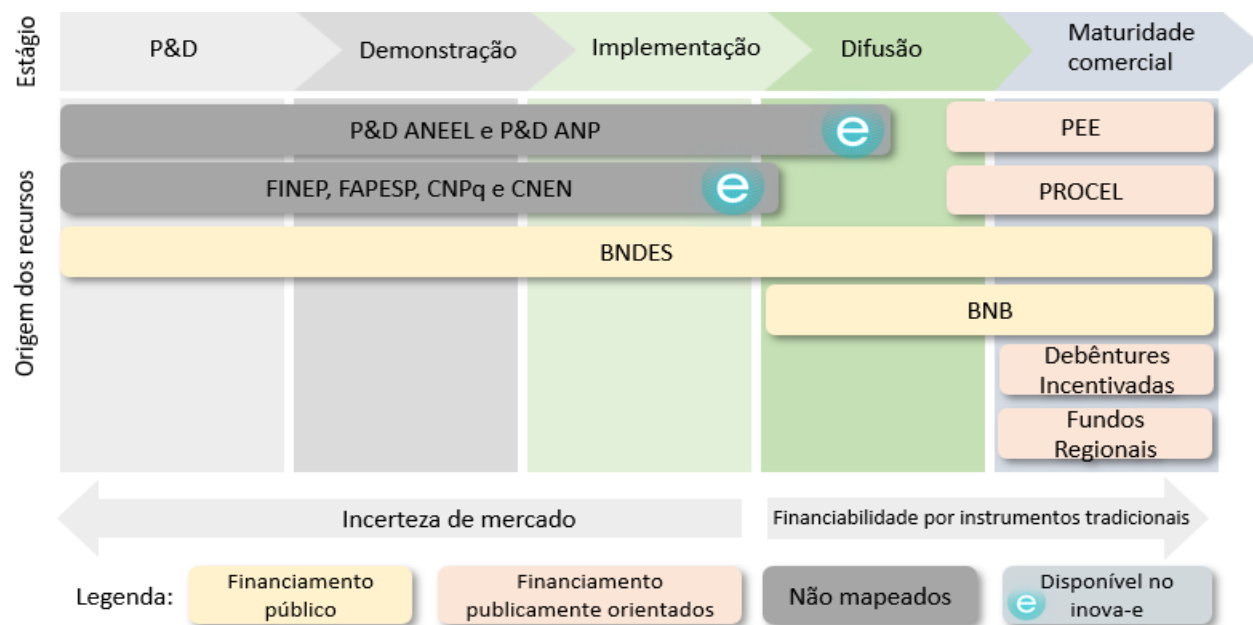 Estágio
P&D
Demonstração
Implementação
Difusão
Maturidade
comercial
Origem dos recursos
P&D ANEEL e P&D ANP
e
PEE
FINEP, FAPESP, CNPq e CNEN
e
PROCEL
BNDES
BNB
Debêntures
Incentivadas
Fundos
Regionais
Incerteza de mercado
Financiabilidade por instrumentos tradicionais
Legenda:
Financiamento
público
Financiamento
publicamente orientados
Não mapeados
e
Disponível no
inova-e